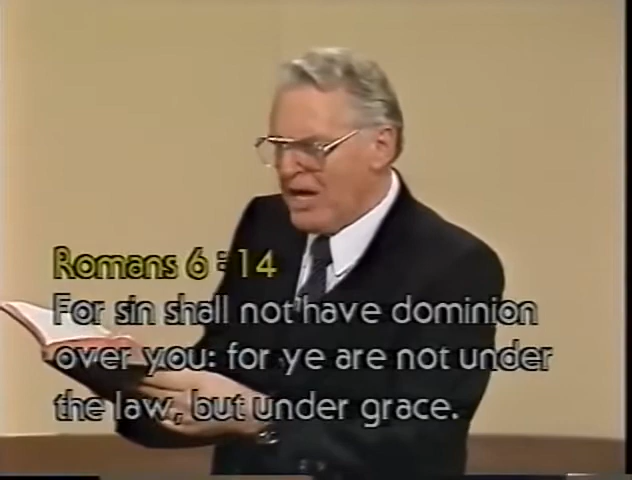 Romans 6:14
For sin shall not have dominion
over you: for ye are not under
the law, but under grace.